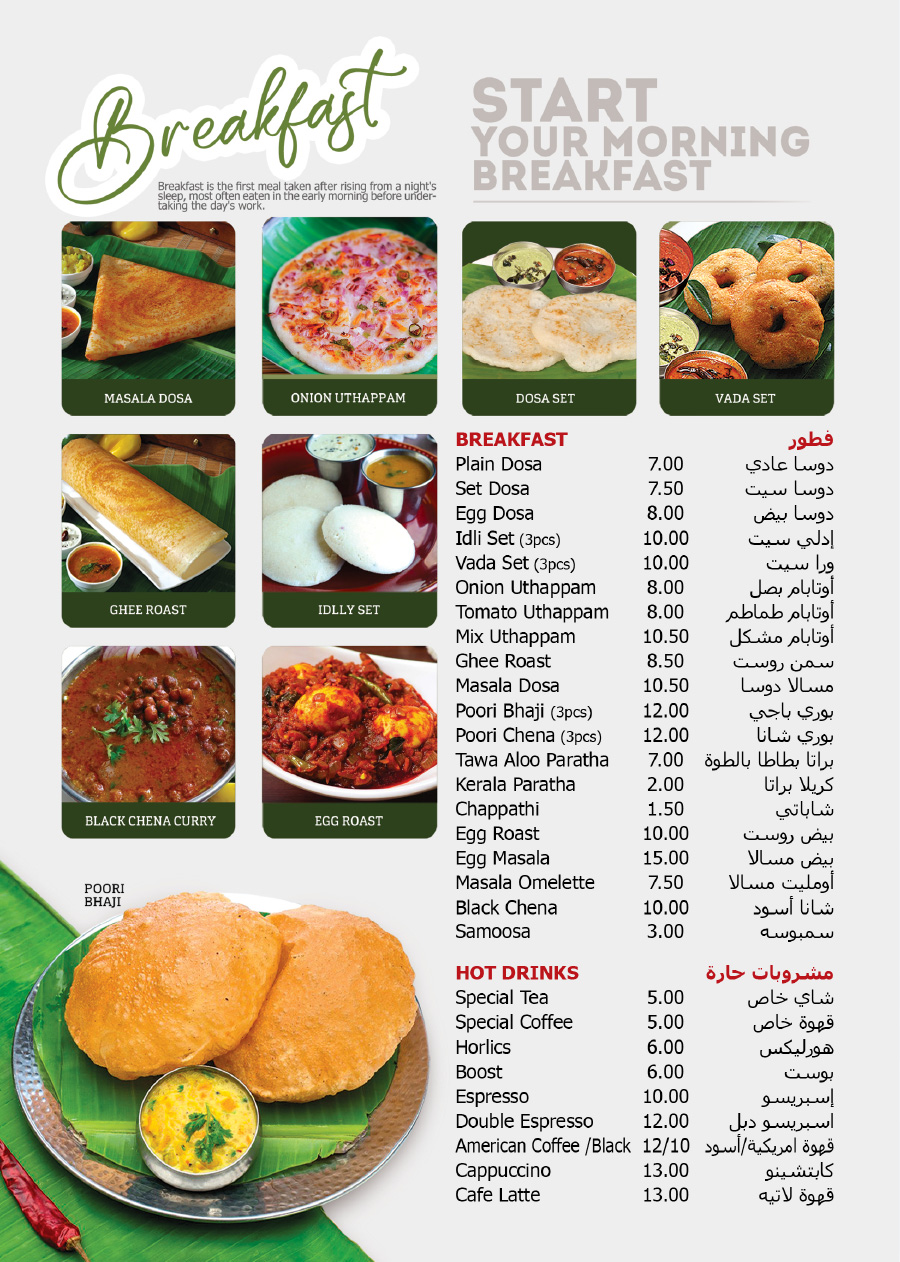 Breakfast
Breakfast is the first meal taken after rising from a night's
sleep, most often eaten in the early morning before under-
taking the day's work.
START
YOUR MORNING
BREAKFAST
MASALA DOSA
ONION UTHAPPAM
DOSA SET
VADA SET
GHEE ROAST
IDLLY SET
BLACK CHENA CURRY
EGG ROAST
POORI
BHAJI
BREAKFAST فطور
Plain Dosa 7.00 دوسا عادي
Set Dosa 7.50 دوسا سيت
Egg Dosa 8.00 دوسا بيض
Idli Set (3pcs) 10.00 إدلي سيت
Vada Set (3pcs) 10.00 ورا سيت
Onion Uthappam 8.00 أوتابام بصل
Tomato Uthappam 8.00 أوتابام طماطم
Mix Uthappam 10.50 أوتابام مشكل
Ghee Roast 8.50 سمن روست
Masala Dosa 10.50 مسالا دوسا
Poori Bhaji (3pcs) 12.00 بوري باجي
Poori Chena (3pcs) 12.00 بوري شانا
Tawa Aloo Paratha 7.00 براتا بطاطا بالطوة
Kerala Paratha 2.00 كريلا براتا
Chappathi 1.50 شاباتي
Egg Roast 10.00 بيض روست
Egg Masala 15.00 بيض مسالا
Masala Omelette 7.50 أومليت مسالا
Black Chena 10.00 شانا أسود
Samoosa 3.00 سمبوسه
HOT DRINKS مشروبات حارة
Special Tea 5.00 شاي خاص
Special Coffee 5.00 قهوة خاص
Horlics 6.00 هورليكس
Boost 6.00 بوست
Espresso 10.00 إسبريسو
Double Espresso 12.00 اسبريسو دبل
American Coffee /Black 12/10 قهوة امريكية/أسود
Cappuccino 13.00 كابتشينو
Cafe Latte 13.00 قهوة لاتيه